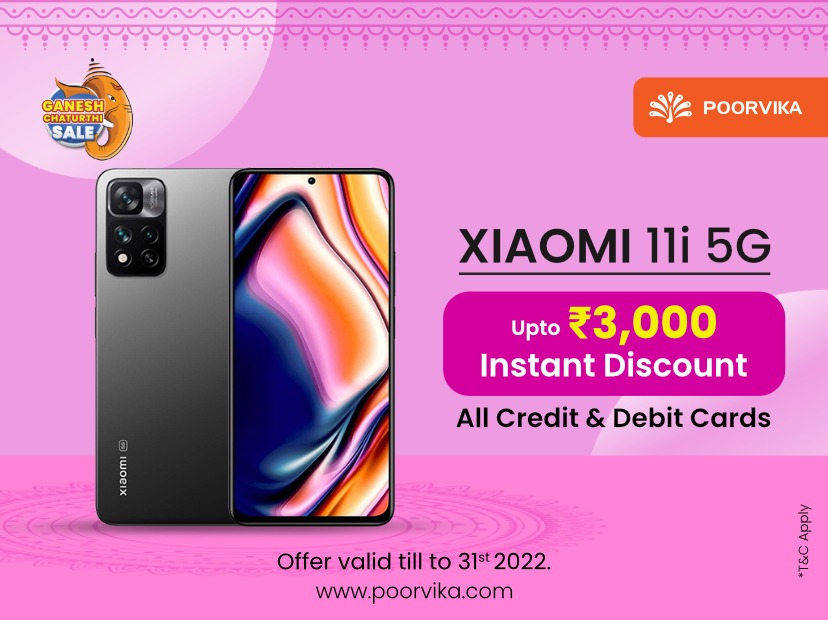 GANESH
CHATURTHI
SALE
POORVIKA
XIAOMI 11i 5G
Upto ₹3,000
Instant Discount
All Credit & Debit Cards
xiaomi 5G
Offer valid till to 31st 2022.
www.poorvika.com
*T&C Apply